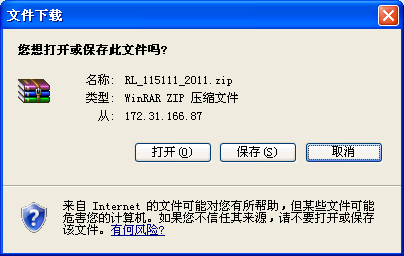 文件下载
您想打开或保存此文件吗?
名称: RL_115111_2011.zip
类型: WinRAR ZIP 压缩文件
从: 172.31.166.87
打开(O) 保存(S) 取消
来自 Internet 的文件可能对您有所帮助,但某些文件可能
危害您的计算机。如果您不信任其来源,请不要打开或保存
该文件。有何风险?